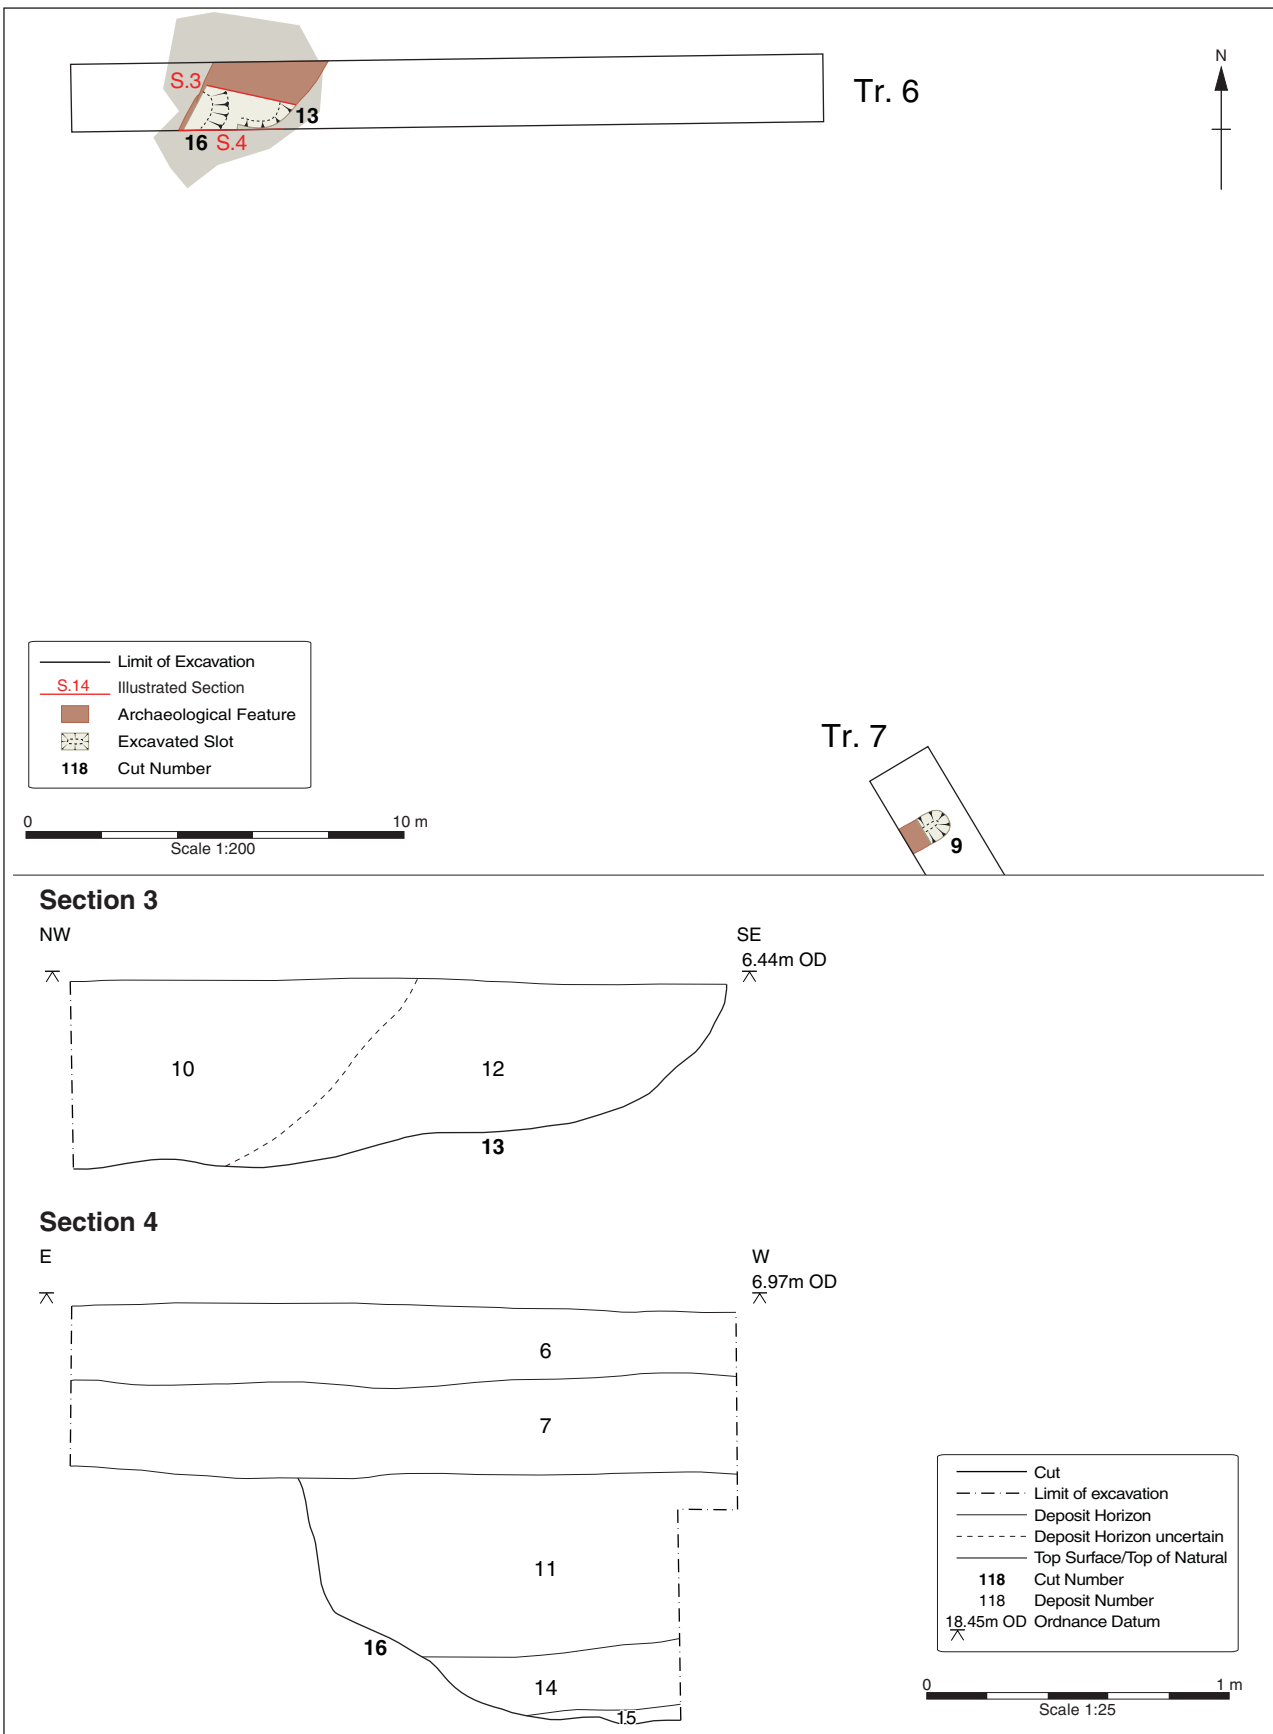 N
Tr. 6
S.3
13
16 S.4
Limit of Excavation
S.14 Illustrated Section
Archaeological Feature
Excavated Slot
118 Cut Number
Tr. 7
9
0 10 m
Scale 1:200
Section 3
NW SE
6.44m OD
10 12
13
Section 4
E W
6.97m OD
6
7
11
16
14
15
Cut
Limit of excavation
Deposit Horizon
Deposit Horizon uncertain
Top Surface/Top of Natural
118 Cut Number
118 Deposit Number
18.45m OD Ordnance Datum
0 1 m
Scale 1:25